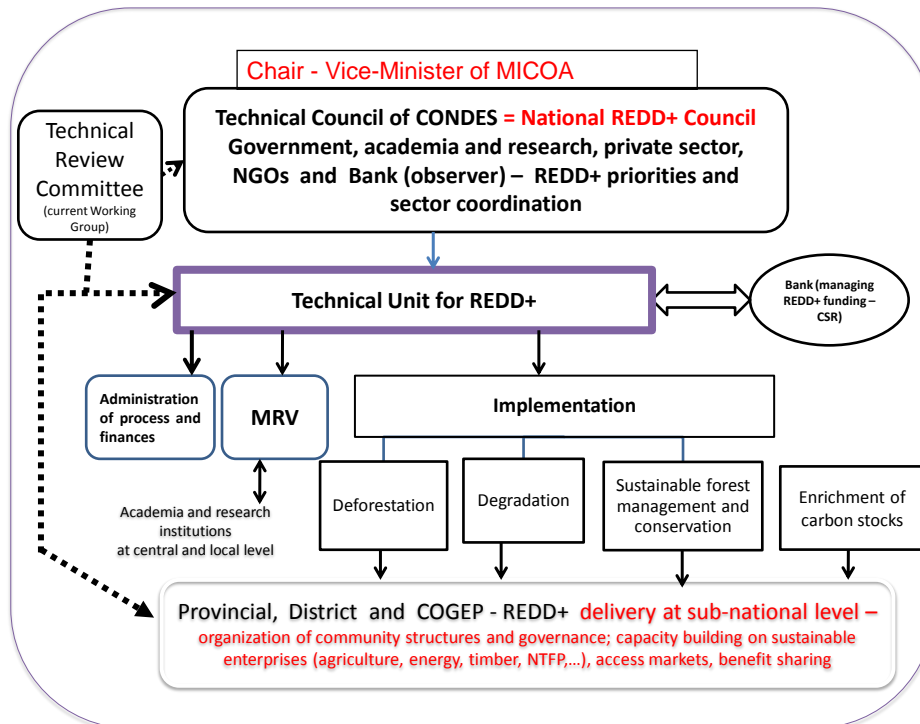 Chair - Vice-Minister of MICOA
Technical
Review
Committee
(current Working
Group)
Technical Council of CONDES = National REDD+ Council
Government, academia and research, private sector,
NGOs and Bank (observer) – REDD+ priorities and
sector coordination
Technical Unit for REDD+
Bank (managing
REDD+ funding –
CSR)
Administration
of process and
finances
MRV
Implementation
Academia and research
institutions
at central and local level
Deforestation
Degradation
Sustainable forest
management and
conservation
Enrichment of
carbon stocks
Provincial, District and COGEP - REDD+ delivery at sub-national level –
organization of community structures and governance; capacity building on sustainable
enterprises (agriculture, energy, timber, NTFP,...), access markets, benefit sharing